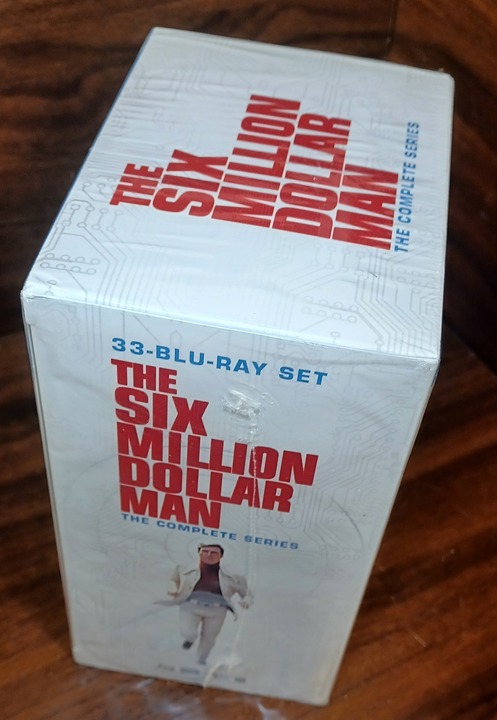 THE
SIX
MILLION
DOLLAR
MAN
THE COMPLETE SERIES
33-BLU-RAY SET
THE
SIX
MILLION
DOLLAR
MAN
THE COMPLETE SERIES